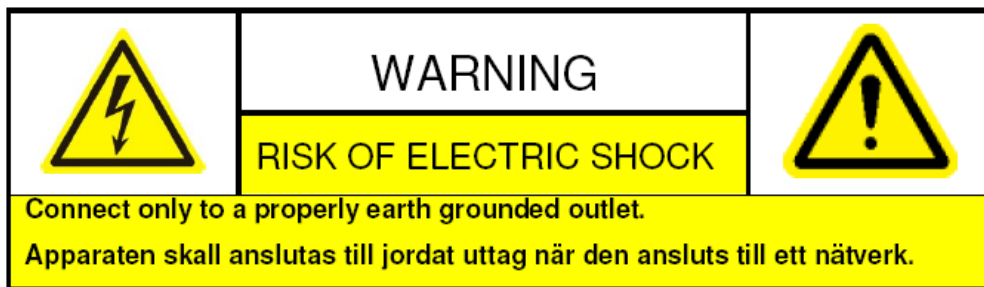 WARNING
RISK OF ELECTRIC SHOCK
Connect only to a properly earth grounded outlet.
Apparaten skall anslutas till jordat uttag när den ansluts till ett nätverk.